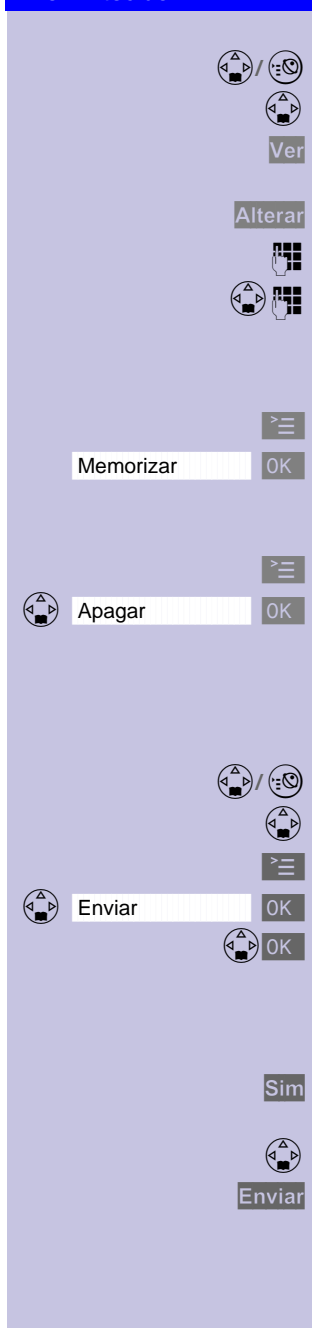 /
Ver
Alterar
Memorizar OK
Apagar OK
/
Enviar OK
OK
Sim
Enviar